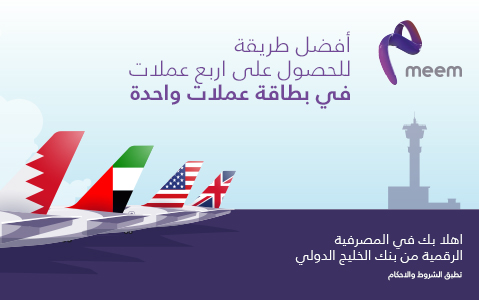 أفضل طريقة
للحصول على اربع عملات
في بطاقة عملات واحدة
meem
اهلا بك في المصرفية
الرقمية من بنك الخليج الدولي
تطبق الشروط والاحكام